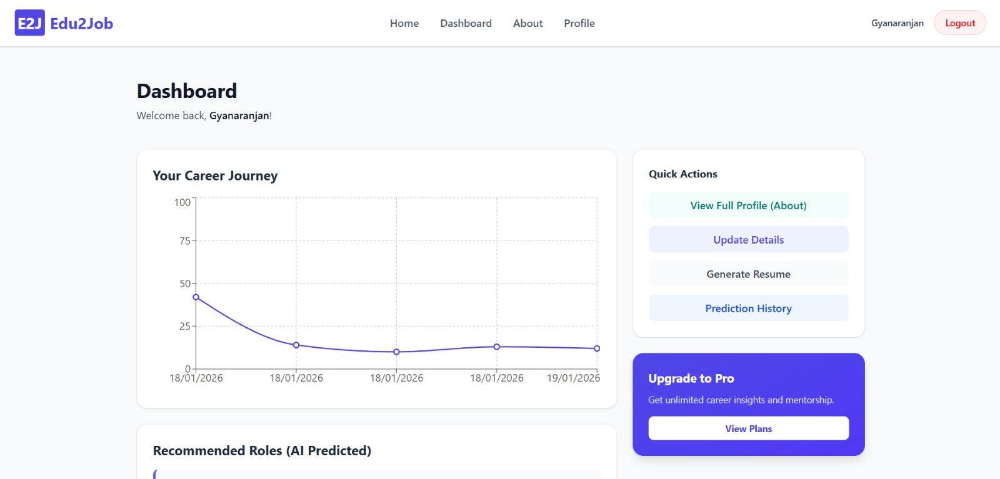 E2J Edu2Job
Home Dashboard About Profile
Gyanaranjan Logout
Dashboard
Welcome back, Gyanaranjan!
Your Career Journey
100
75
50
25
0
18/01/2026 18/01/2026 18/01/2026 18/01/2026 19/01/2026
Recommended Roles (AI Predicted)
Quick Actions
View Full Profile (About)
Update Details
Generate Resume
Prediction History
Upgrade to Pro
Get unlimited career insights and mentorship.
View Plans